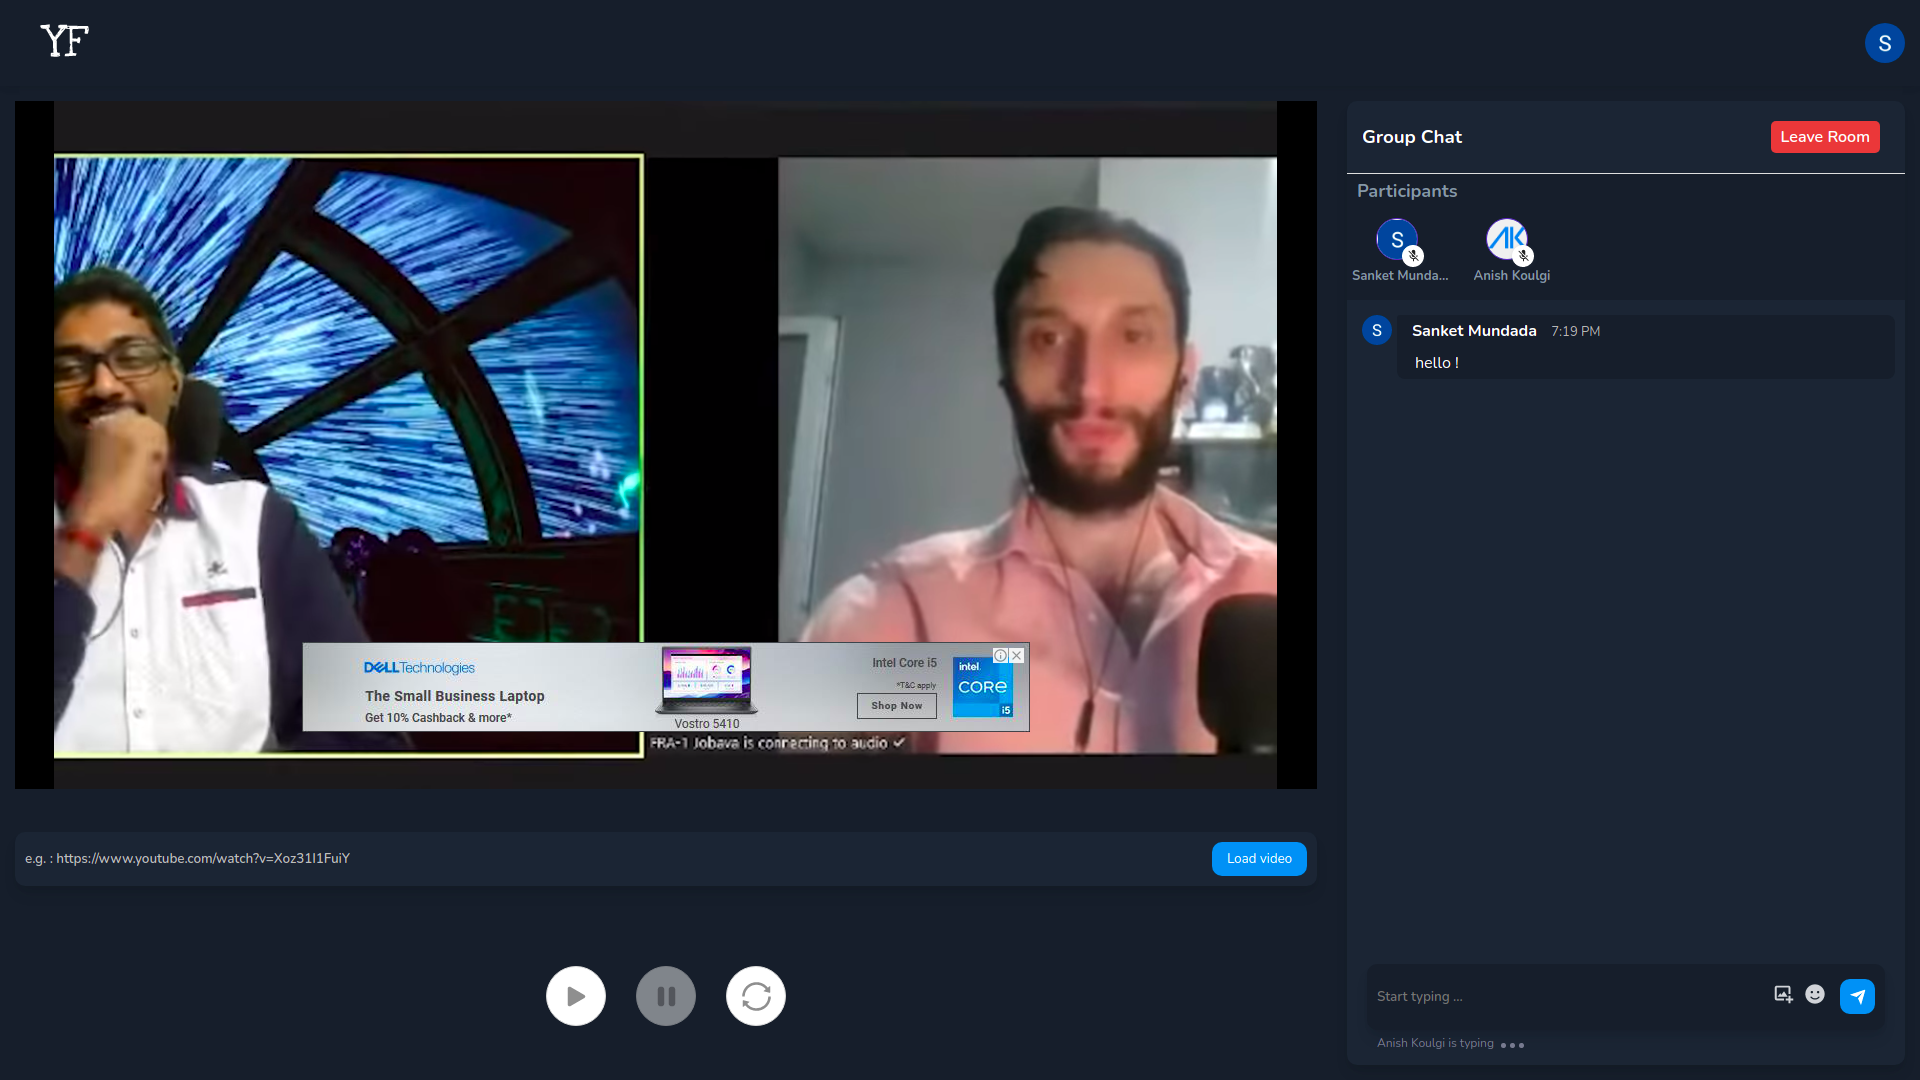 YF
S
DELL Technologies
The Small Business Laptop
Get 10% Cashback & more*
Vostro 5410
Intel Core i5
*T&C apply
Shop Now
intel.
CORE
i5
FRA-1 Jobava is connecting to audio ✓
e.g. : https://www.youtube.com/watch?v=Xoz31I1FuiY
Load video
Group Chat
Leave Room
Participants
S
AK
Sanket Munda...
Anish Koulgi
S
Sanket Mundada 7:19 PM
hello !
Start typing ...
Anish Koulgi is typing